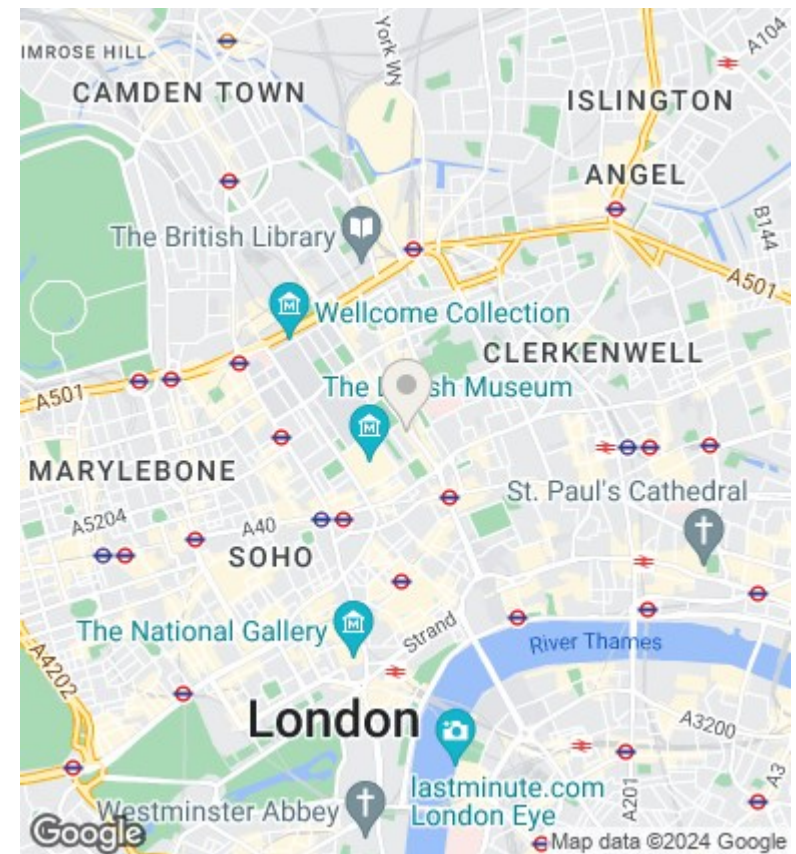 IMROSE HILL
York Wy
A104
CAMDEN TOWN
ISLINGTON
ANGEL
The British Library
B144
A501
Wellcome Collection
CLERKENWELL
A501
The B sh Museum
MARYLEBONE
St. Paul's Cathedral
A5204
A40
SOHO
The National Gallery
Strand
River Thames
A4202
London
A3200
lastminute.com
London Eye
A201
A3
Westminster Abbey
Google
Map data ©2024 Google